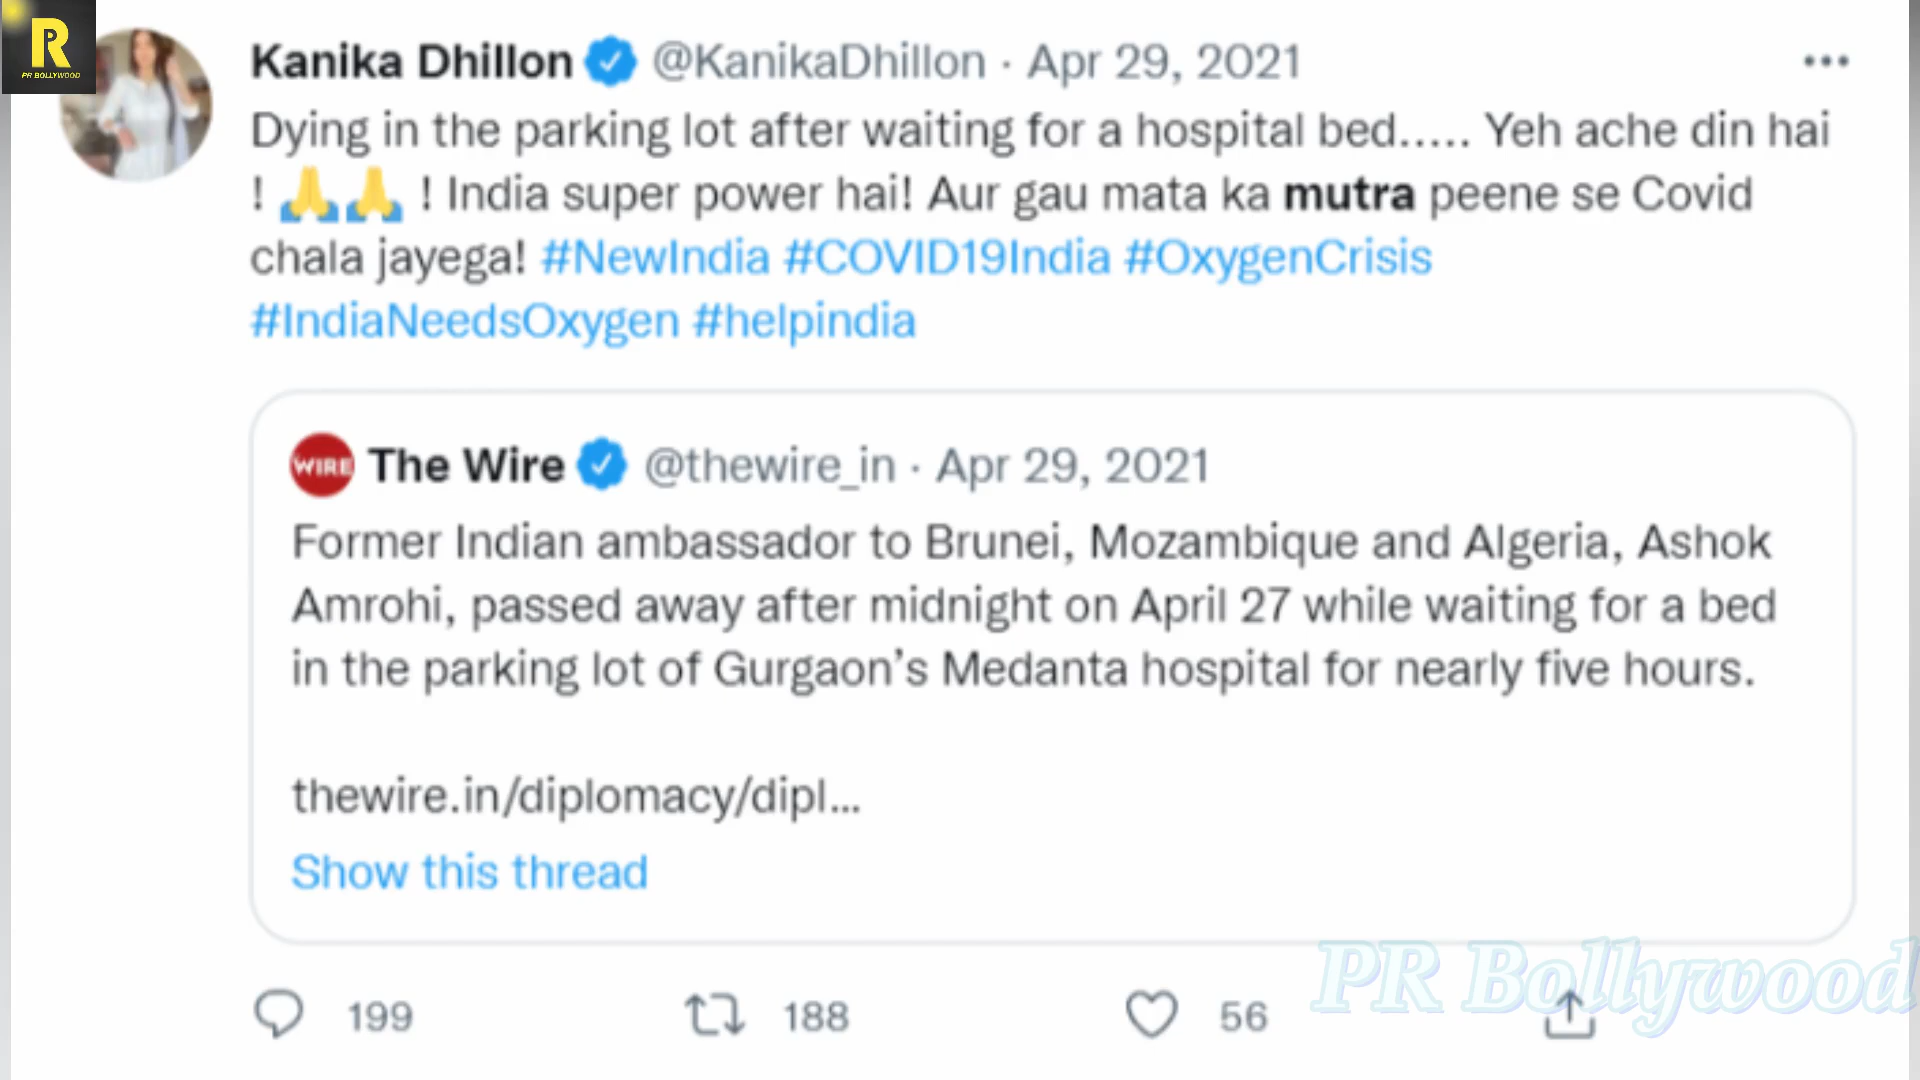 R
PR BOLLYWOOD
Kanika Dhillon @KanikaDhillon · Apr 29, 2021
Dying in the parking lot after waiting for a hospital bed..... Yeh ache din hai
! 🙏🙏 ! India super power hai! Aur gau mata ka mutra peene se Covid
chala jayega! #NewIndia #COVID19India #OxygenCrisis
#IndiaNeedsOxygen #helpindia
WIRE The Wire @thewire_in · Apr 29, 2021
Former Indian ambassador to Brunei, Mozambique and Algeria, Ashok
Amrohi, passed away after midnight on April 27 while waiting for a bed
in the parking lot of Gurgaon’s Medanta hospital for nearly five hours.
thewire.in/diplomacy/dipl...
Show this thread
199 188 56
PR Bollywood